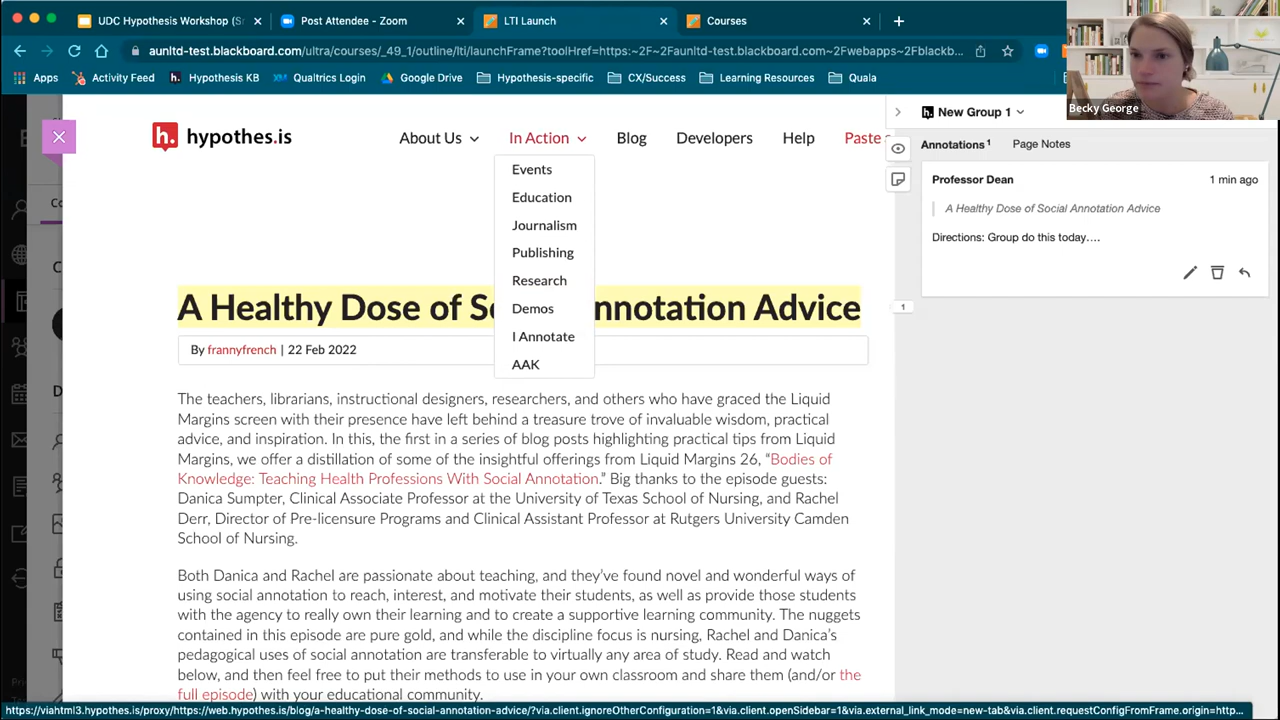 UDC Hypothesis Workshop (S
Post Attendee - Zoom
LTI Launch
Courses
aunltd-test.blackboard.com/ultra/courses/_49_1/outline/lti/launchFrame?toolHref=https:~2F~2Faunltd-test.blackboard.com~2Fwebapps~2Fblackb...
Apps
Activity Feed
Hypothesis KB
Qualtrics Login
Google Drive
Hypothesis-specific
CX/Success
Learning Resources
Quala
Becky George
h. hypothes.is
About Us
In Action
Blog
Developers
Help
Paste
Events
Education
Journalism
Publishing
Research
Demos
I Annotate
AAK
New Group 1
Annotations 1
Page Notes
Professor Dean
1 min ago
A Healthy Dose of Social Annotation Advice
Directions: Group do this today....
1
A Healthy Dose of So nnotation Advice
By frannyfrench | 22 Feb 2022
The teachers, librarians, instructional designers, researchers, and others who have graced the Liquid
Margins screen with their presence have left behind a treasure trove of invaluable wisdom, practical
advice, and inspiration. In this, the first in a series of blog posts highlighting practical tips from Liquid
Margins, we offer a distillation of some of the insightful offerings from Liquid Margins 26, “Bodies of
Knowledge: Teaching Health Professions With Social Annotation.” Big thanks to the episode guests:
Danica Sumpter, Clinical Associate Professor at the University of Texas School of Nursing, and Rachel
Derr, Director of Pre-licensure Programs and Clinical Assistant Professor at Rutgers University Camden
School of Nursing.
Both Danica and Rachel are passionate about teaching, and they’ve found novel and wonderful ways of
using social annotation to reach, interest, and motivate their students, as well as provide those students
with the agency to really own their learning and to create a supportive learning community. The nuggets
contained in this episode are pure gold, and while the discipline focus is nursing, Rachel and Danica’s
pedagogical uses of social annotation are transferable to virtually any area of study. Read and watch
below, and then feel free to put their methods to use in your own classroom and share them (and/or the
full episode) with your educational community.
https://viahtml3.hypothes.is/proxy/https://web.hypothes.is/blog/a-healthy-dose-of-social-annotation-advice/?via.client.ignoreOtherConfiguration=1&via.client.openSidebar=1&via.external_link_mode=new-tab&via.client.requestConfigFromFrame.origin=http...